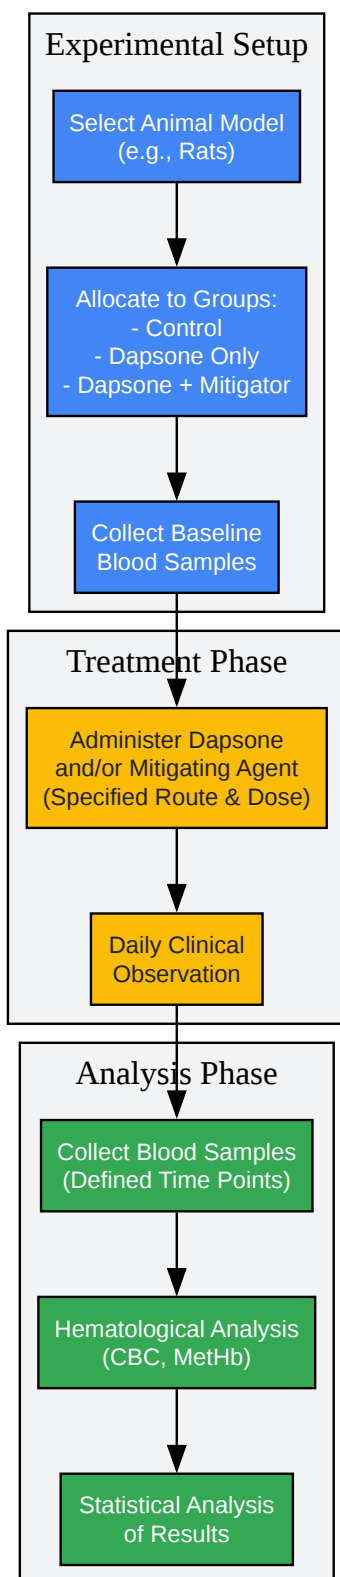 Experimental Setup
Select Animal Model
(e.g., Rats)
Allocate to Groups:
- Control
- Dapsone Only
- Dapsone + Mitigator
Collect Baseline
Blood Samples
Treatment Phase
Administer Dapsone
and/or Mitigating Agent
(Specified Route & Dose)
Daily Clinical
Observation
Analysis Phase
Collect Blood Samples
(Defined Time Points)
Hematological Analysis
(CBC, MetHb)
Statistical Analysis
of Results